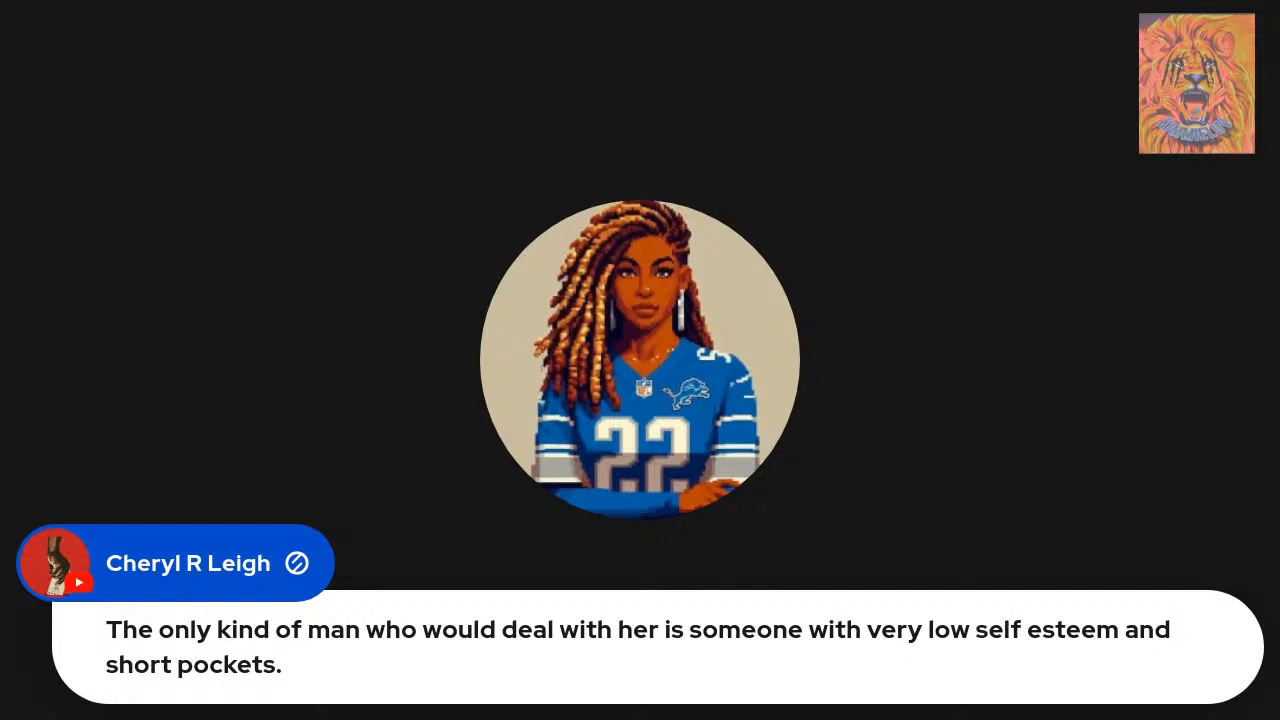 22
Cheryl R Leigh
The only kind of man who would deal with her is someone with very low self esteem and
short pockets.